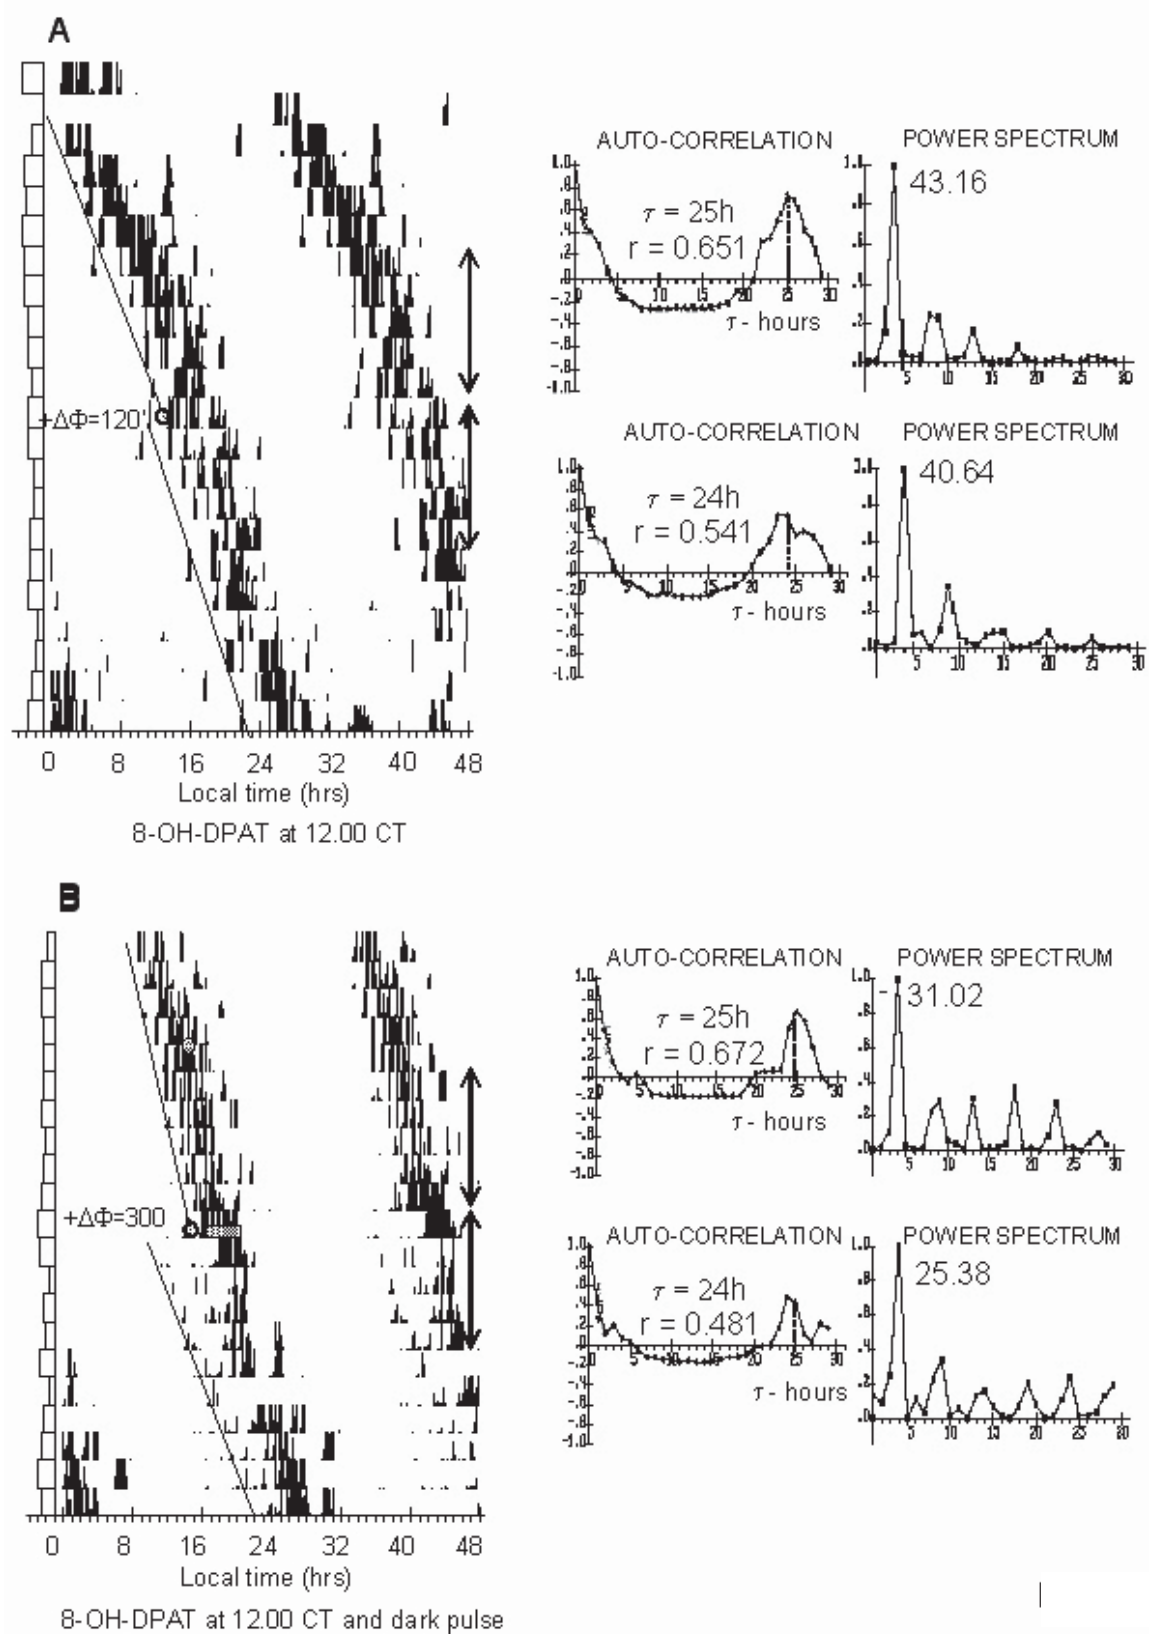 A
AUTO-CORRELATION
τ = 25h
r = 0.651
τ - hours
POWER SPECTRUM
43.16
+ΔΦ=120'
AUTO-CORRELATION
τ = 24h
r = 0.541
τ - hours
POWER SPECTRUM
40.64
0 8 16 24 32 40 48
Local time (hrs)
8-OH-DPAT at 12.00 CT
B
AUTO-CORRELATION
τ = 25h
r = 0.672
τ - hours
POWER SPECTRUM
31.02
+ΔΦ=300
AUTO-CORRELATION
τ = 24h
r = 0.481
τ - hours
POWER SPECTRUM
25.38
0 8 16 24 32 40 48
Local time (hrs)
8-OH-DPAT at 12.00 CT and dark pulse